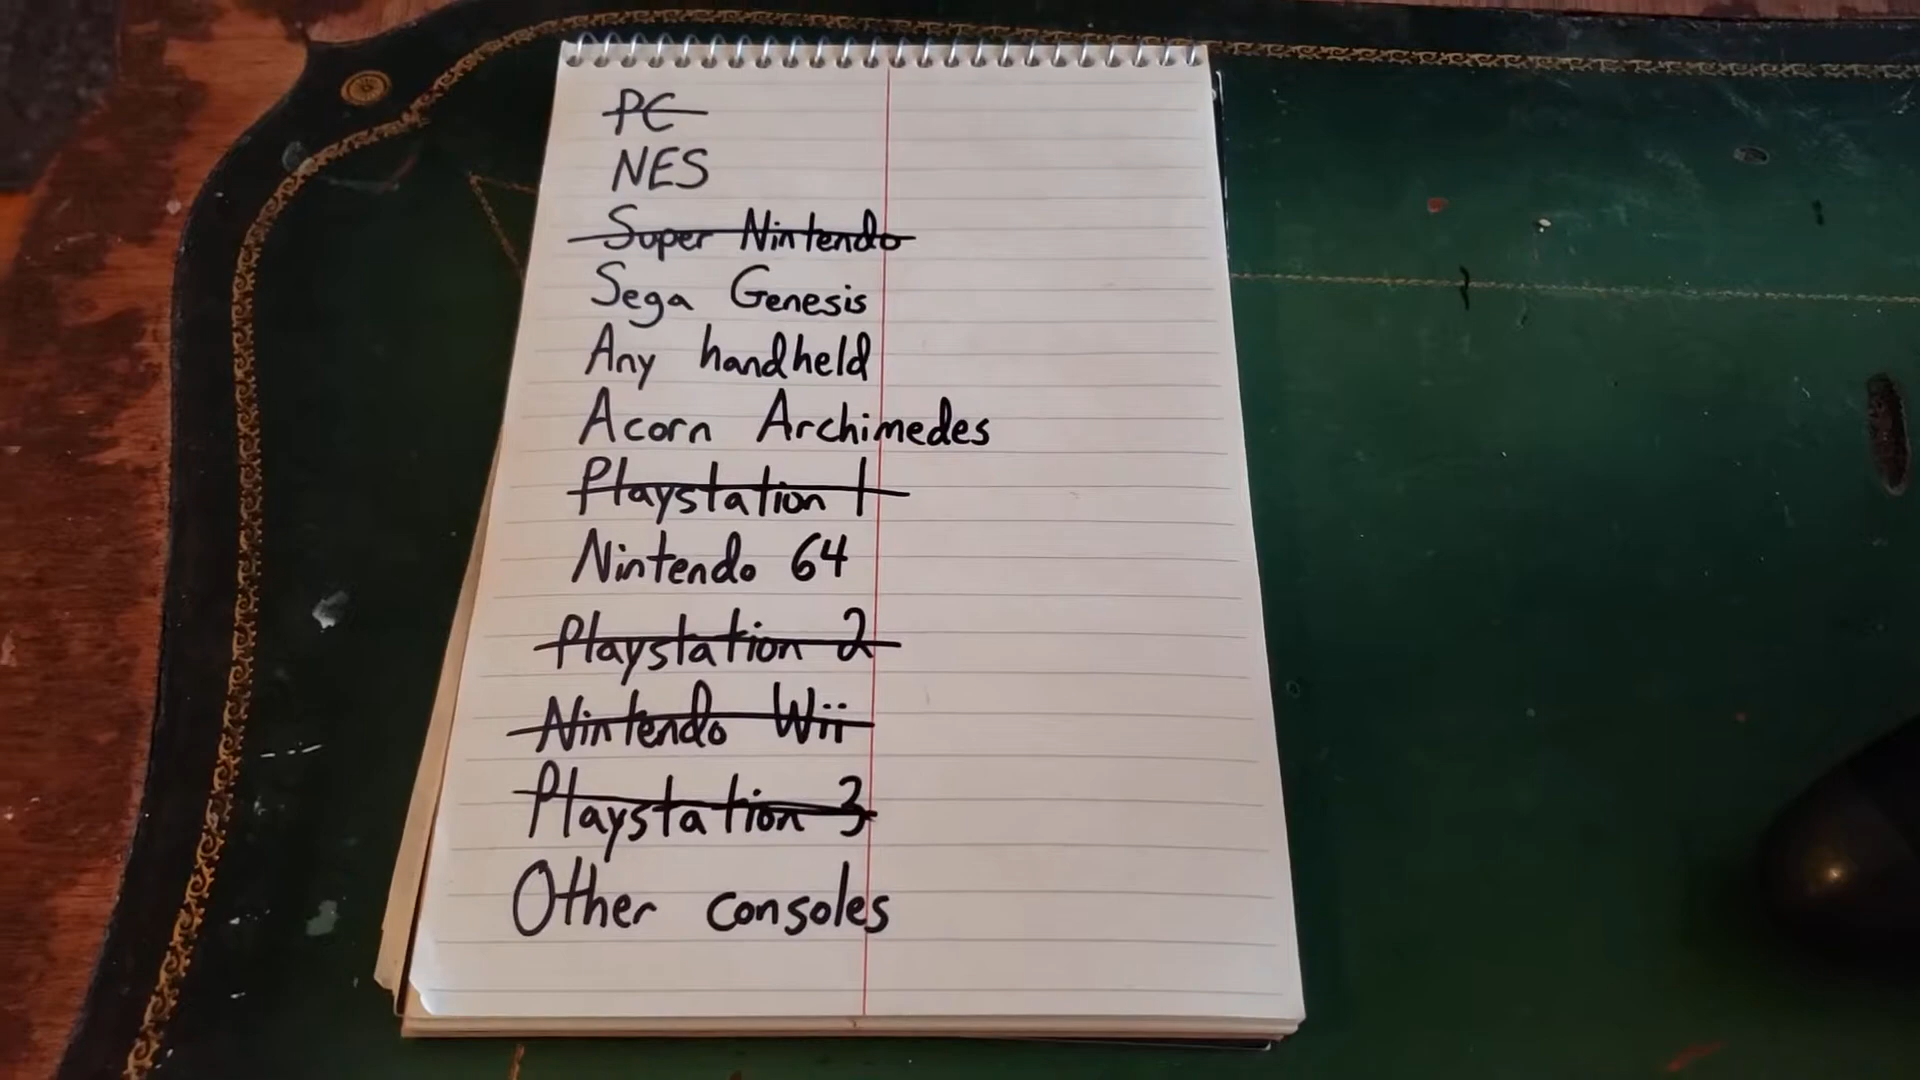 PC
NES
Super Nintendo
Sega Genesis
Any handheld
Acorn Archimedes
Playstation 1
Nintendo 64
Playstation 2
Nintendo Wii
Playstation 3
Other consoles